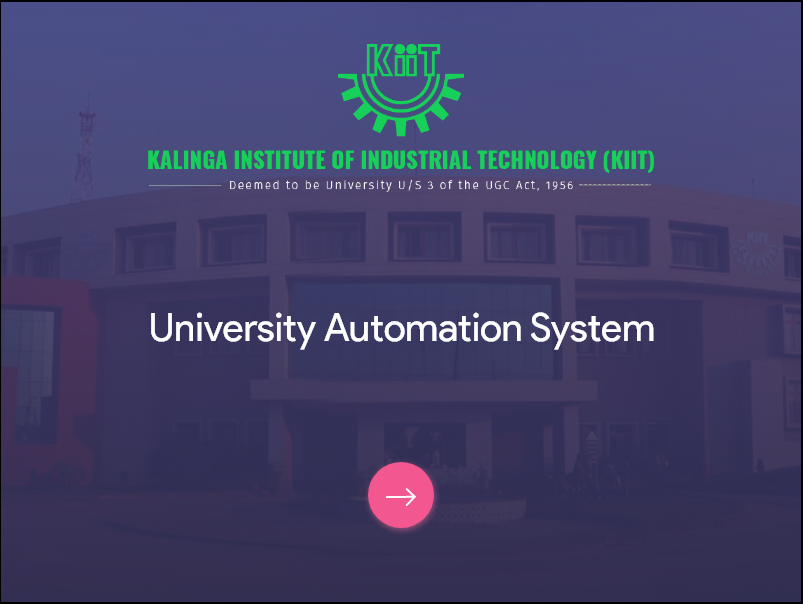 KiiT
KALINGA INSTITUTE OF INDUSTRIAL TECHNOLOGY (KIIT)
Deemed to be University U/S 3 of the UGC Act, 1956
KiiT
University Automation System